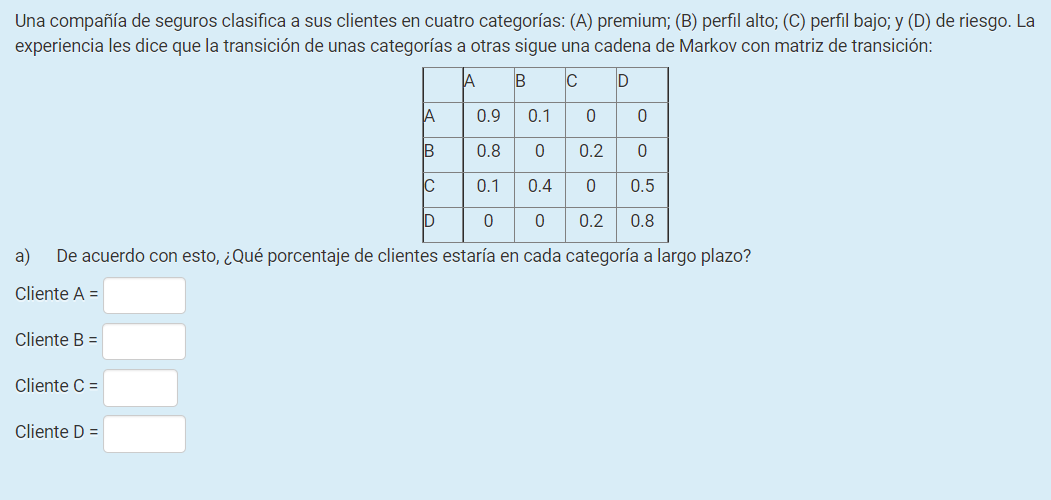 Una compañía de seguros clasifica a sus clientes en cuatro categorías: (A) premium; (B) perfil alto; (C) perfil bajo; y (D) de riesgo. La
experiencia les dice que la transición de unas categorías a otras sigue una cadena de Markov con matriz de transición:
A B C D
A 0.9 0.1 0 0
B 0.8 0 0.2 0
C 0.1 0.4 0 0.5
D 0 0 0.2 0.8
a) De acuerdo con esto, ¿Qué porcentaje de clientes estaría en cada categoría a largo plazo?
Cliente A =
Cliente B =
Cliente C =
Cliente D =